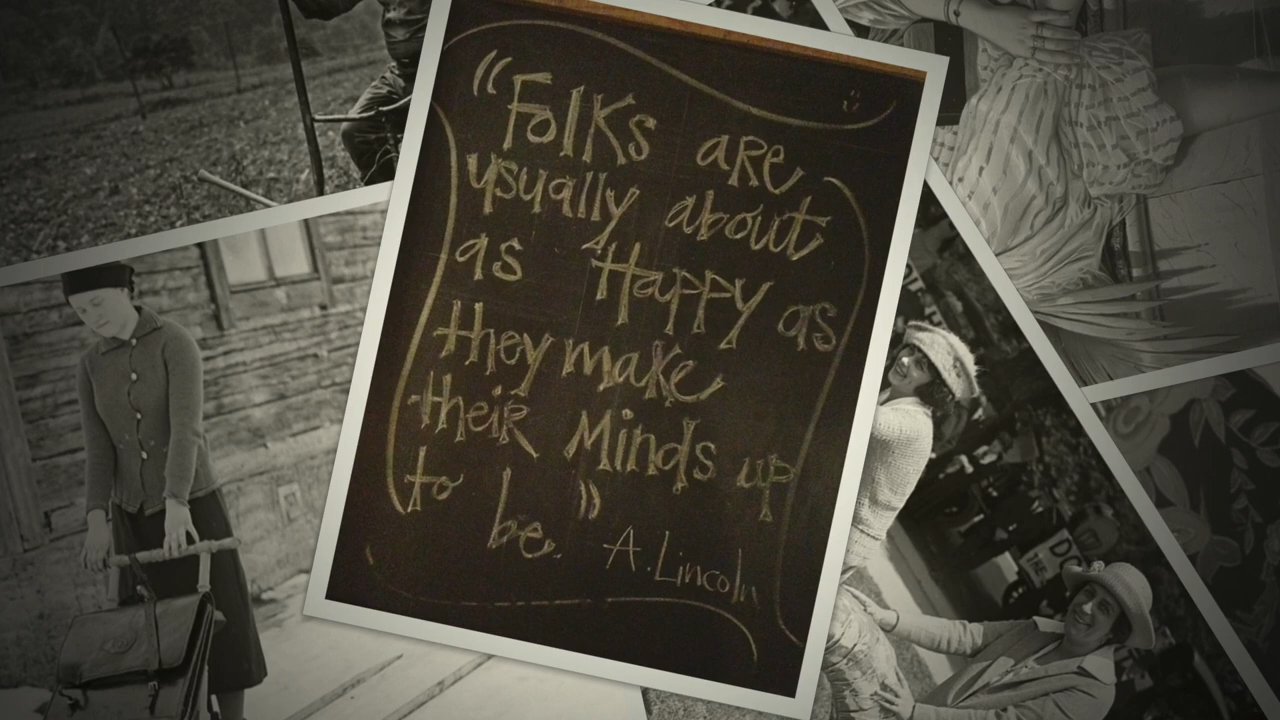 "Folks are
usually about
as Happy as
they make
their Minds up
to be."
A. Lincoln